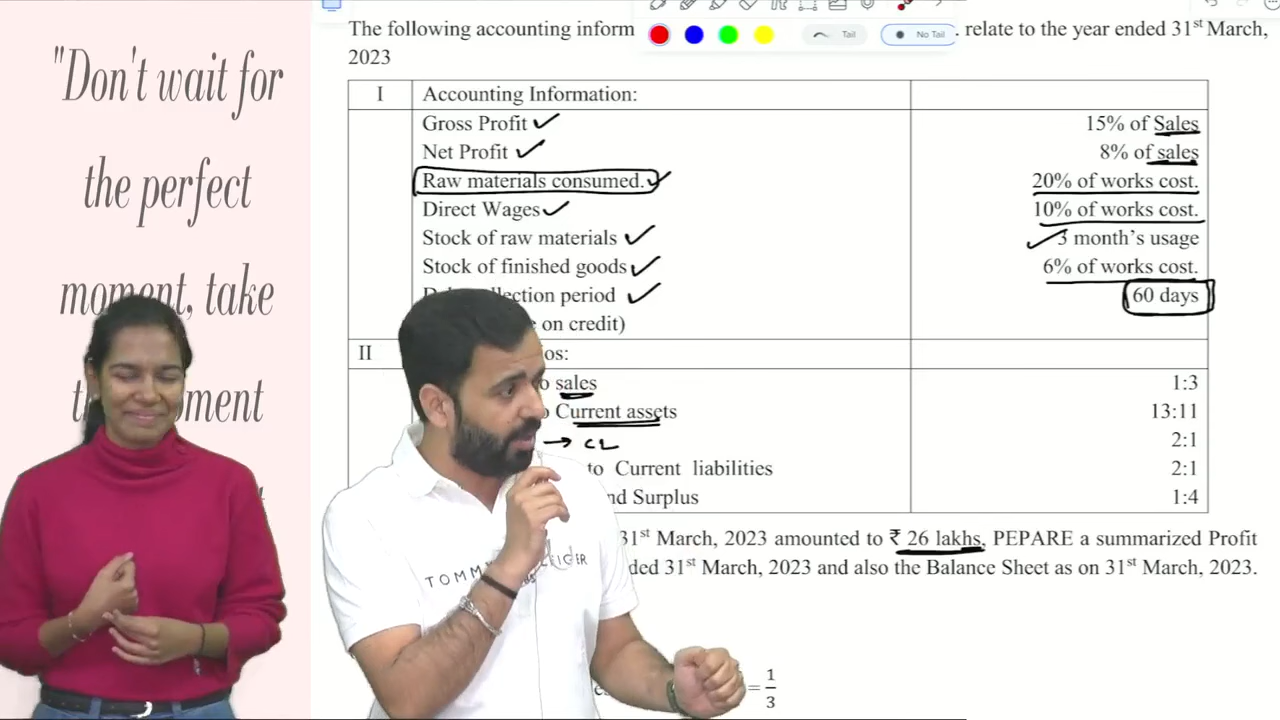 "Don't wait for
the perfect
moment, take
moment
The following accounting inform . relate to the year ended 31st March,
2023
Tail
No Tail
I Accounting Information:
Gross Profit 15% of Sales
Net Profit 8% of sales
Raw materials consumed. 20% of works cost.
Direct Wages 10% of works cost.
Stock of raw materials 3 month's usage
Stock of finished goods 6% of works cost.
collection period 60 days
on credit)
II os:
sales 1:3
Current assets 13:11
→ CL 2:1
to Current liabilities 2:1
nd Surplus 1:4
31st March, 2023 amounted to ₹ 26 lakhs, PEPARE a summarized Profit
ded 31st March, 2023 and also the Balance Sheet as on 31st March, 2023.
= 1/3